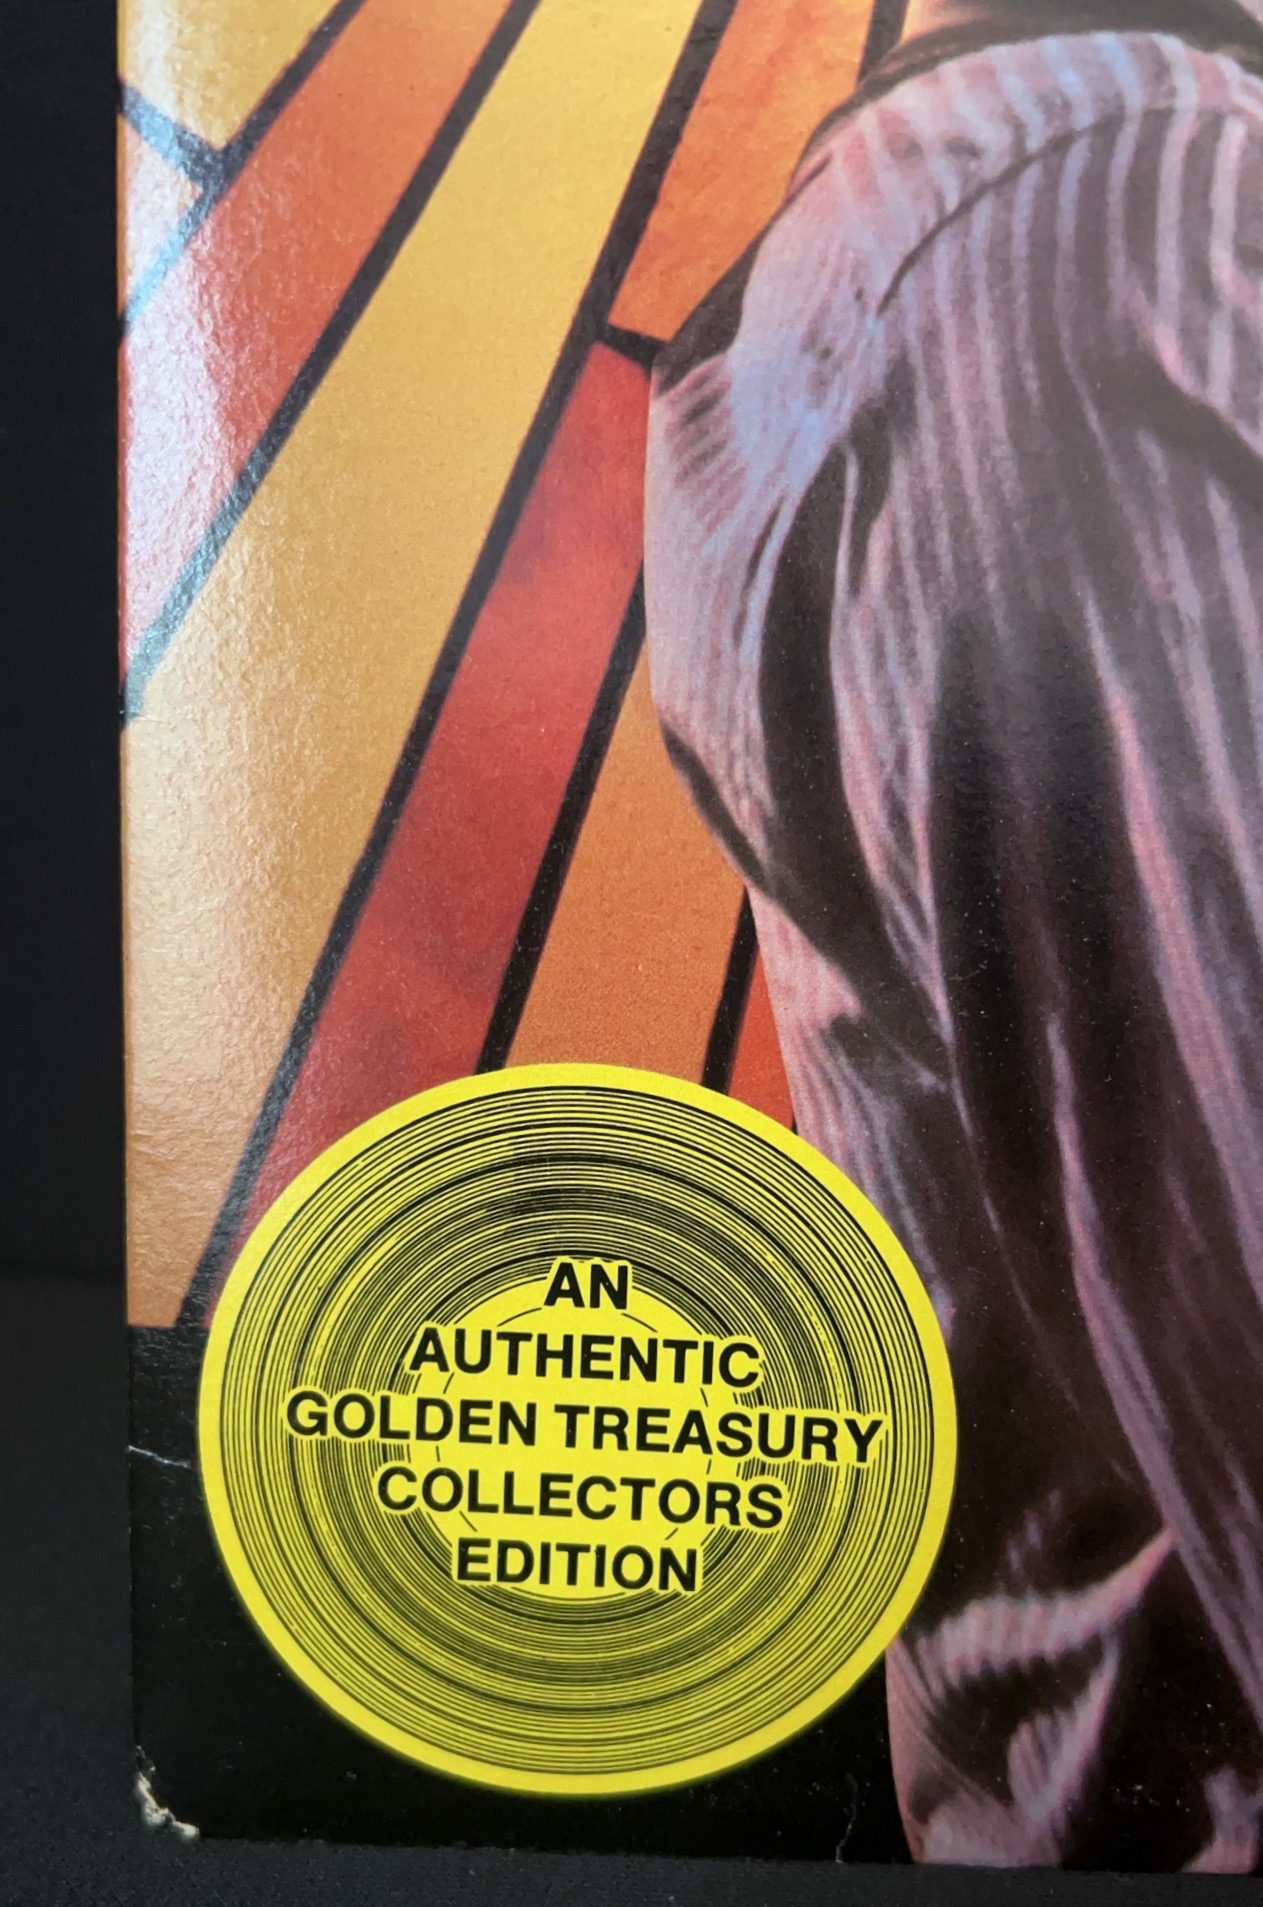 AN
AUTHENTIC
GOLDEN TREASURY
COLLECTORS
EDITION